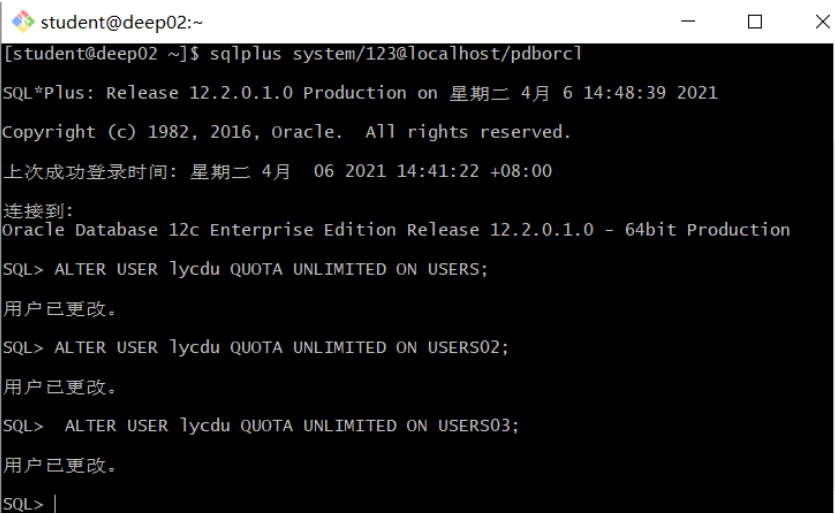 student@deep02:~
[student@deep02 ~]$ sqlplus system/123@localhost/pdborcl
SQL*Plus: Release 12.2.0.1.0 Production on 星期二 4月 6 14:48:39 2021
Copyright (c) 1982, 2016, Oracle.  All rights reserved.
上次成功登录时间: 星期二 4月  06 2021 14:41:22 +08:00
连接到:
Oracle Database 12c Enterprise Edition Release 12.2.0.1.0 - 64bit Production
SQL> ALTER USER lycdu QUOTA UNLIMITED ON USERS;
用户已更改。
SQL> ALTER USER lycdu QUOTA UNLIMITED ON USERS02;
用户已更改。
SQL>  ALTER USER lycdu QUOTA UNLIMITED ON USERS03;
用户已更改。
SQL>